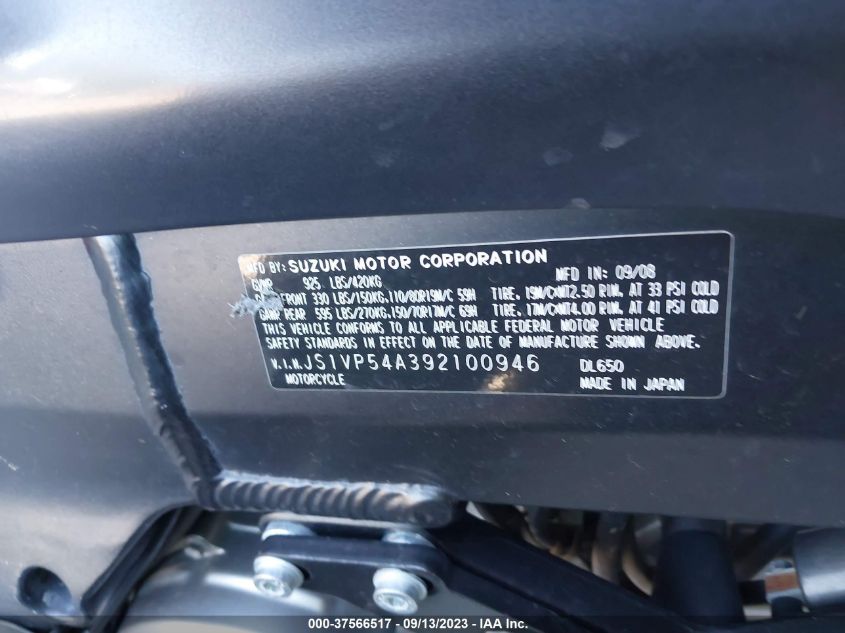 MFD BY: SUZUKI MOTOR CORPORATION MFD IN: 09/08
GVWR 925 LBS/420KG
FRONT 330 LBS/150KG.110/80R19M/C 59H TIRE, 19M/CXMT2.50 RIM, AT 33 PSI COLD
GAWR REAR 595 LBS/270KG.150/70R17M/C 69H TIRE, 17M/CXMT4.00 RIM, AT 41 PSI COLD
THIS VEHICLE CONFORMS TO ALL APPLICABLE FEDERAL MOTOR VEHICLE
SAFETY STANDARDS IN EFFECT ON THE DATE OF MANUFACTURE SHOWN ABOVE.
V.I.N.JS1VP54A392100946 DL650
MOTORCYCLE MADE IN JAPAN
000-37566517 / 09/13/2023 - IAA Inc.